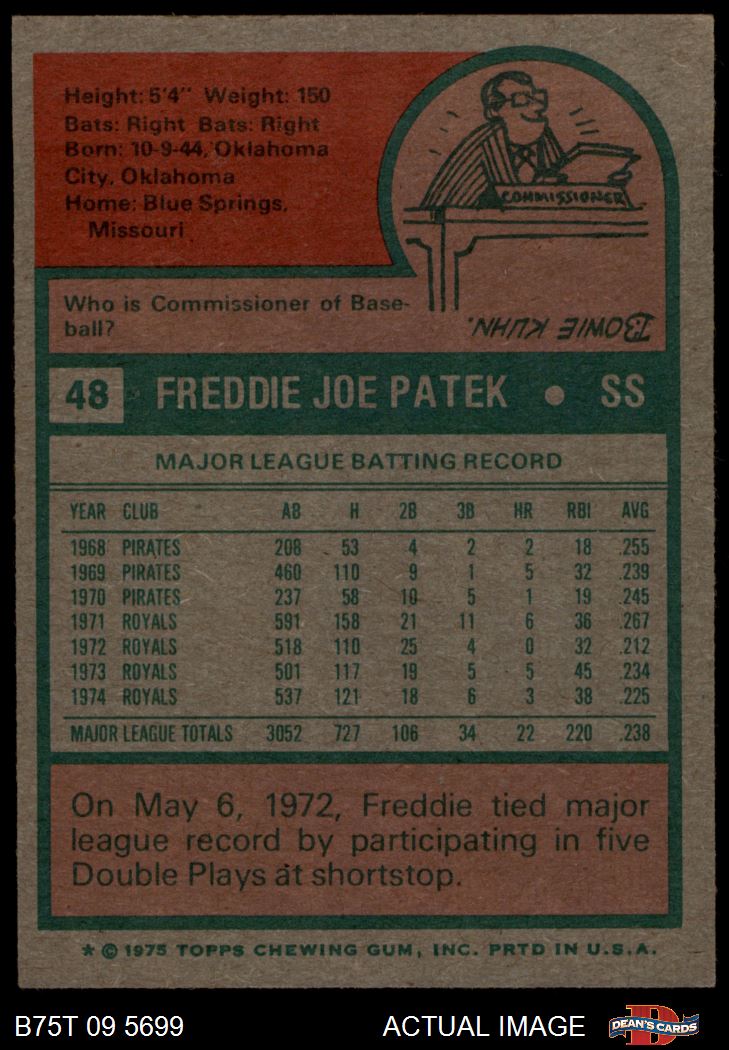 Height: 5'4" Weight: 150
Bats: Right Bats: Right
Born: 10-9-44, Oklahoma
City, Oklahoma
Home: Blue Springs,
Missouri
COMMISSIONER
Who is Commissioner of Base-
ball?
BOWIE KUHN.
48 FREDDIE JOE PATEK • SS
MAJOR LEAGUE BATTING RECORD
YEAR CLUB AB H 2B 3B HR RBI AVG
1968 PIRATES 208 53 4 2 2 18 .255
1969 PIRATES 460 110 9 1 5 32 .239
1970 PIRATES 237 58 10 5 1 19 .245
1971 ROYALS 591 158 21 11 6 36 .267
1972 ROYALS 518 110 25 4 0 32 .212
1973 ROYALS 501 117 19 5 5 45 .234
1974 ROYALS 537 121 18 6 3 38 .225
MAJOR LEAGUE TOTALS 3052 727 106 34 22 220 .238
On May 6, 1972, Freddie tied major
league record by participating in five
Double Plays at shortstop.
* © 1975 TOPPS CHEWING GUM, INC. PRTD IN U.S.A.
B75T 09 5699 ACTUAL IMAGE D DEAN'S CARDS